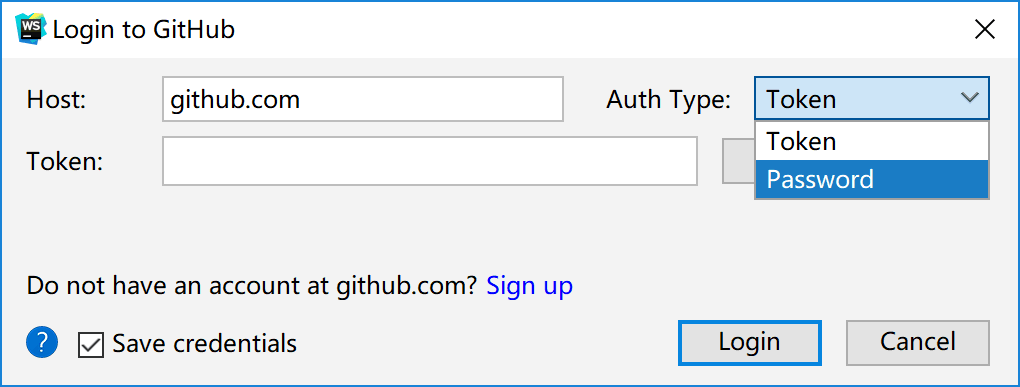 WS
Login to GitHub
Host: github.com Auth Type: Token
Token:
Token
Password
Do not have an account at github.com? Sign up
? Save credentials Login Cancel